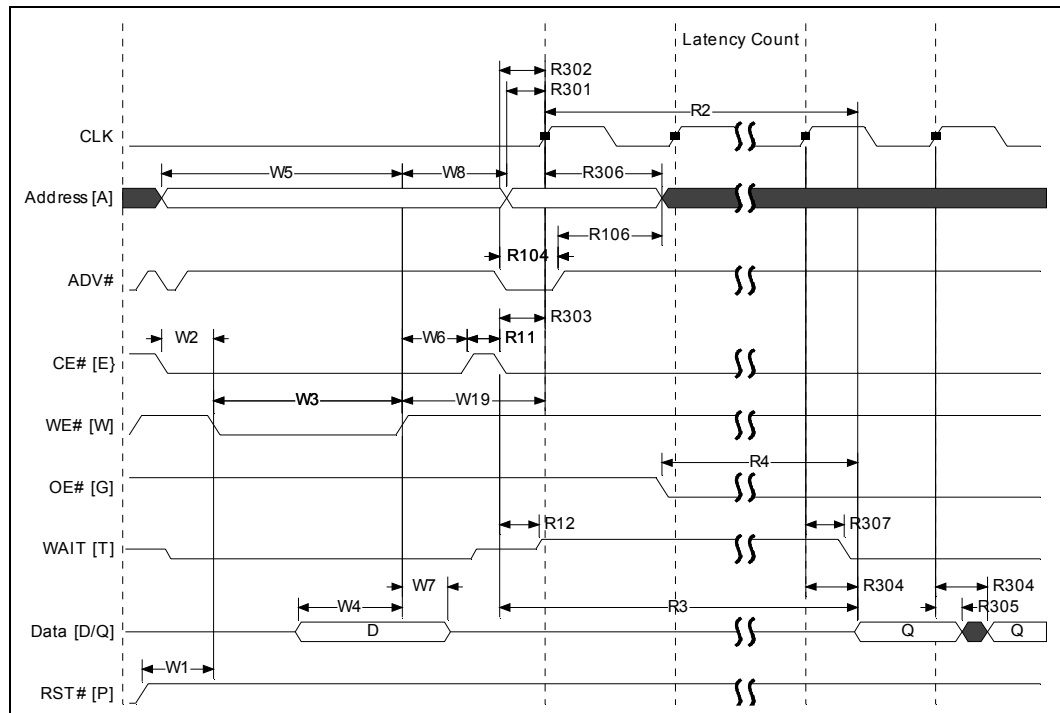 Latency Count
R302
R301
R2
CLK
W5
W8
R306
Address [A]
R106
R104
ADV#
R303
W2
W6
R11
CE# [E}
W3
W19
WE# [W]
R4
OE# [G]
R12
R307
WAIT [T]
W7
R304
R304
W4
R3
R305
Data [D/Q]
D
Q
Q
W1
RST# [P]